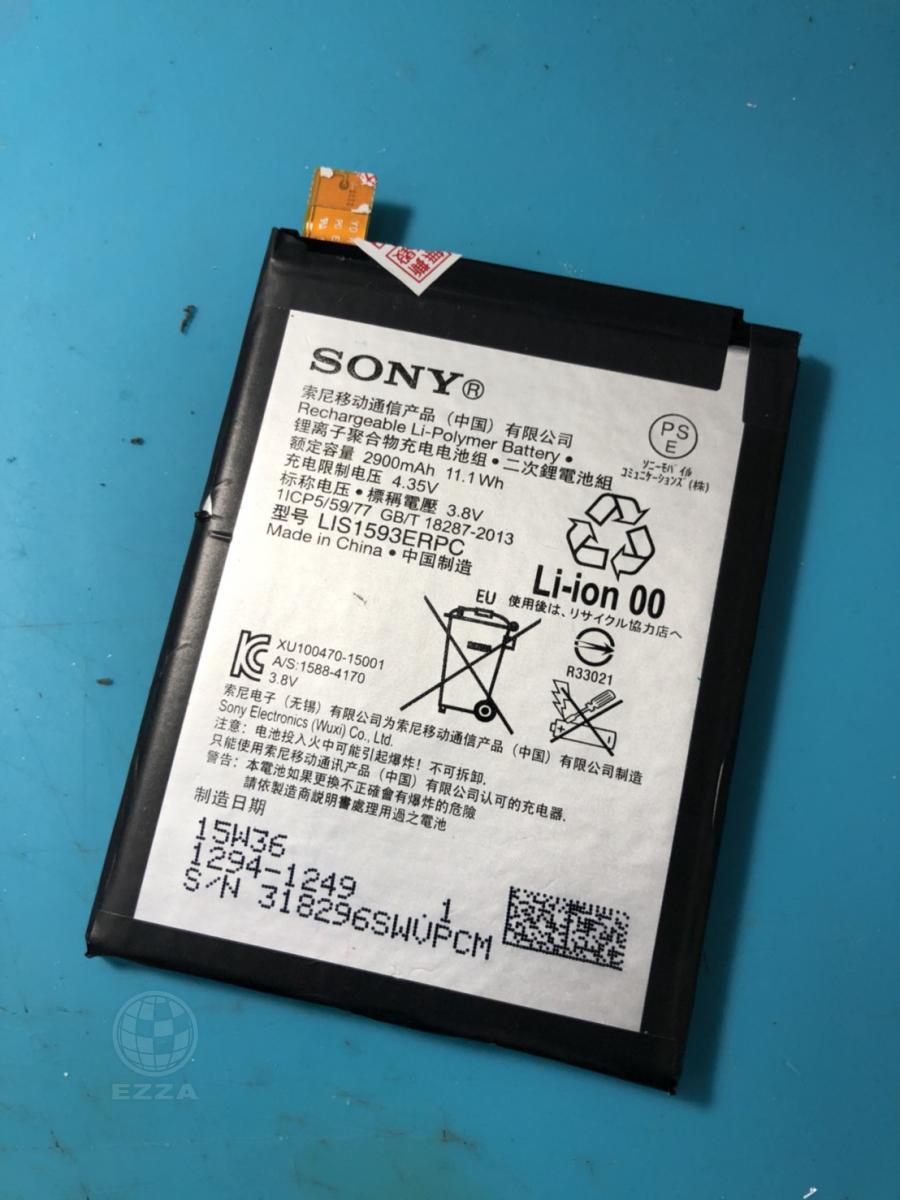 SONY®
索尼移动通信产品（中国）有限公司
Rechargeable Li-Polymer Battery •
锂离子聚合物充电电池组 • 二次鋰電池組
额定容量 2900mAh 11.1Wh
充电限制电压 4.35V
标称电压 • 標稱電壓 3.8V
1ICP5/59/77 GB/T 18287-2013
型号 LIS1593ERPC
Made in China • 中国制造
PS
E
ソニーモバイル
コミュニケーションズ(株)
Li-ion 00
EU 使用後は、リサイクル協力店へ
R33021
XU100470-15001
A/S:1588-4170
3.8V
索尼电子（无锡）有限公司为索尼移动通信产品（中国）有限公司制造
Sony Electronics (Wuxi) Co., Ltd.
注意：电池投入火中可能引起爆炸！不可拆卸.
只能使用索尼移动通讯产品（中国）有限公司认可的充电器.
警告：本電池如果更換不正確會有爆炸的危險
請依製造商説明書處理用過之電池
制造日期
15W36
1294-1249 1
S/N 318296SWVPCM
EZZA